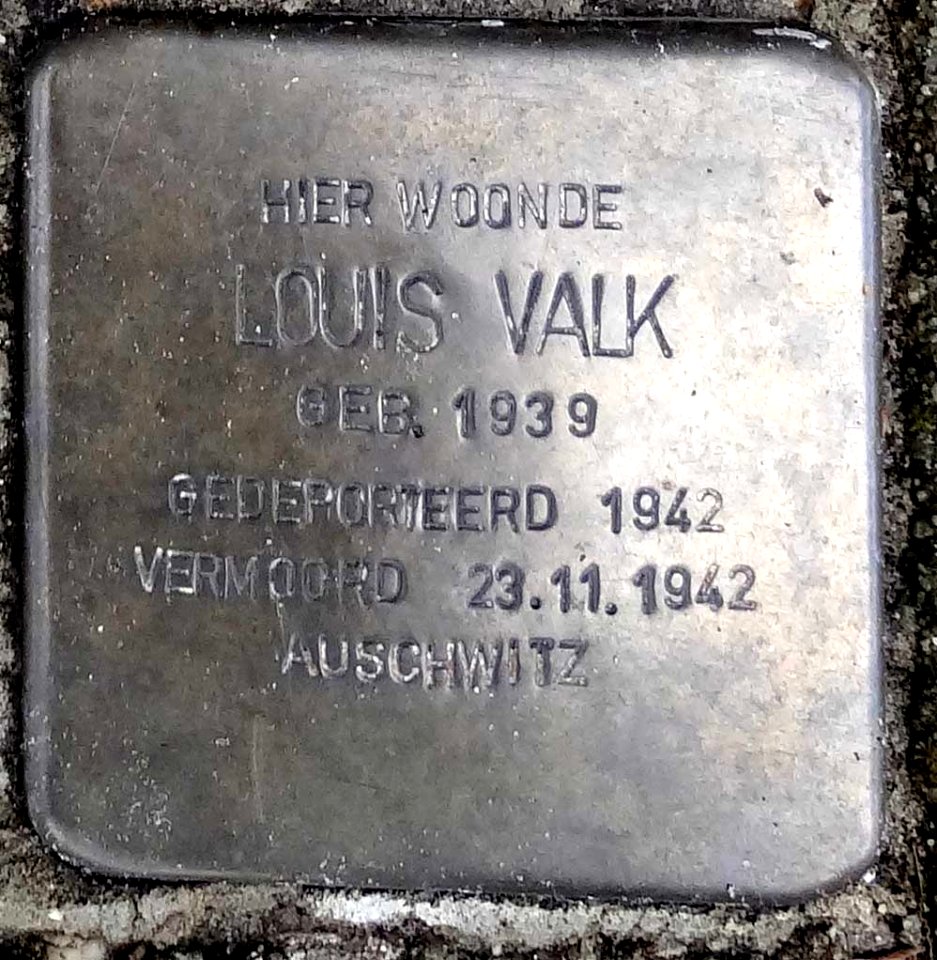 HIER WOONDE
LOUIS VALK
GEB. 1939
GEDEPORTEERD 1942
VERMOORD 23.11.1942
AUSCHWITZ